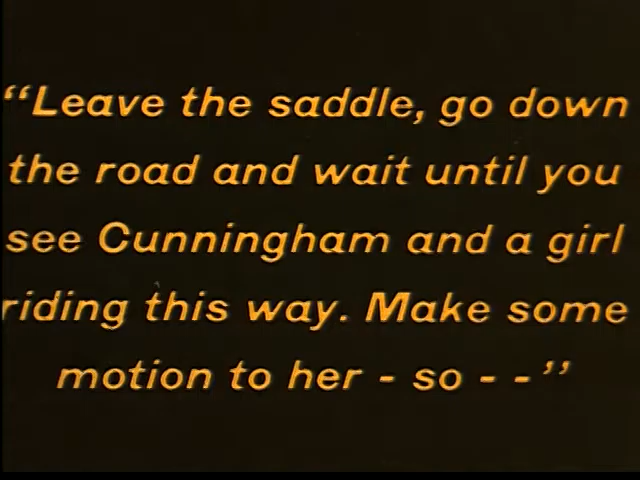 “Leave the saddle, go down
the road and wait until you
see Cunningham and a girl
riding this way. Make some
motion to her - so - -”